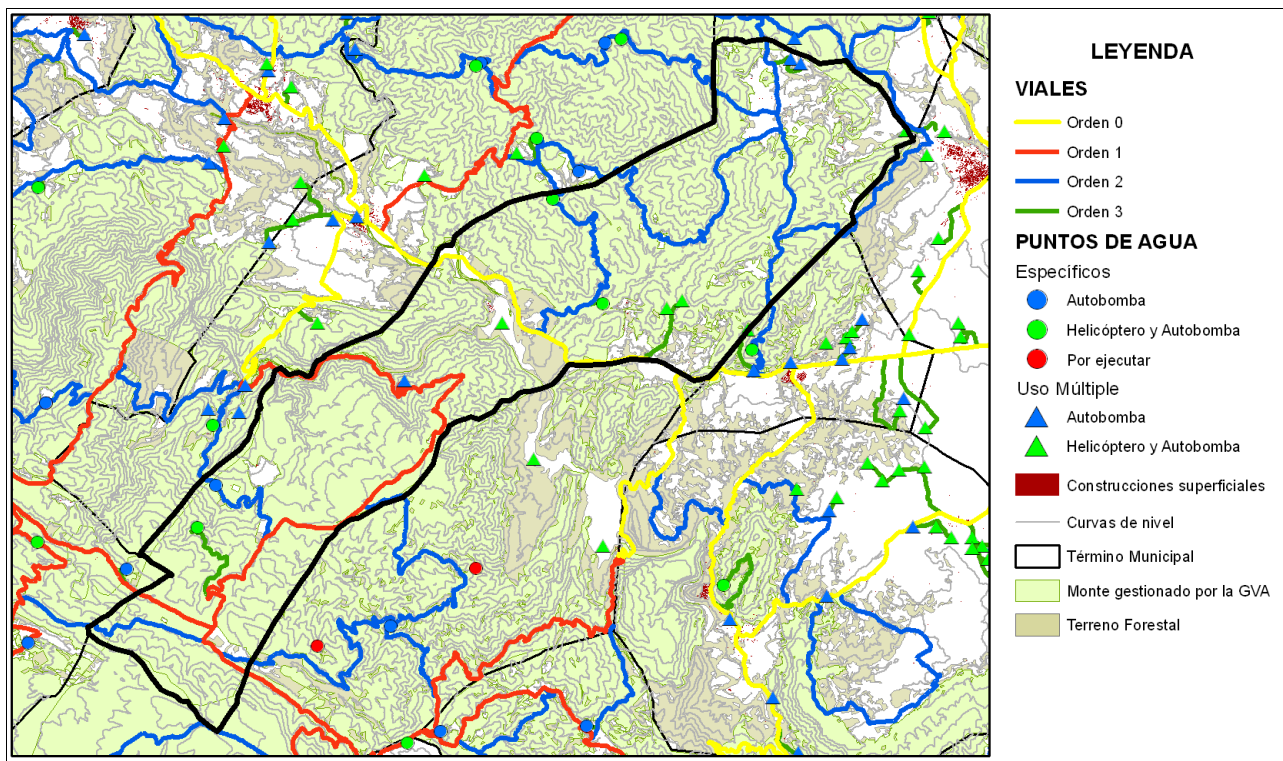 LEYENDA
VIALES
Orden 0
Orden 1
Orden 2
Orden 3
PUNTOS DE AGUA
Específicos
Autobomba
Helicóptero y Autobomba
Por ejecutar
Uso Múltiple
Autobomba
Helicóptero y Autobomba
Construcciones superficiales
Curvas de nivel
Término Municipal
Monte gestionado por la GVA
Terreno Forestal